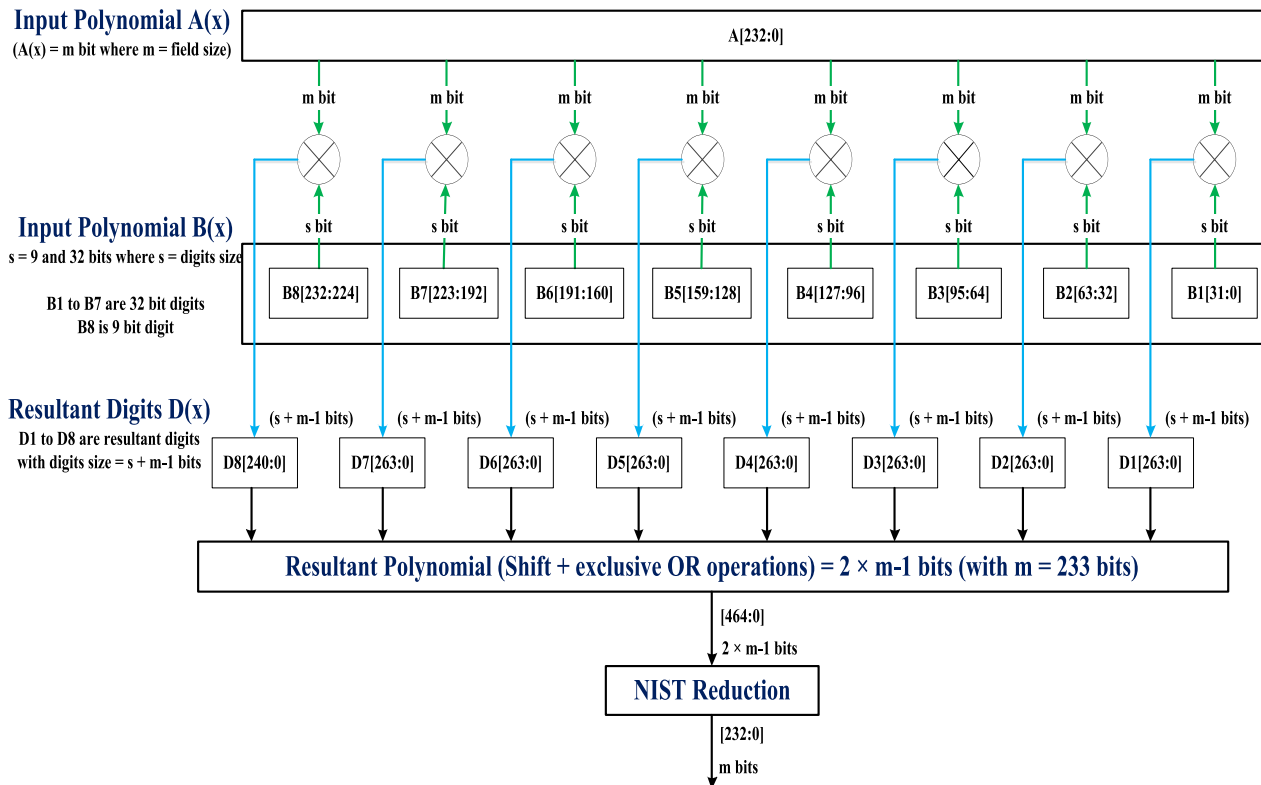 Input Polynomial A(x)
(A(x) = m bit where m = field size)
A[232:0]
m bit
m bit
m bit
m bit
m bit
m bit
m bit
m bit
s bit
s bit
s bit
s bit
s bit
s bit
s bit
s bit
Input Polynomial B(x)
s = 9 and 32 bits where s = digits size
B1 to B7 are 32 bit digits
B8 is 9 bit digit
B8[232:224]
B7[223:192]
B6[191:160]
B5[159:128]
B4[127:96]
B3[95:64]
B2[63:32]
B1[31:0]
Resultant Digits D(x)
D1 to D8 are resultant digits
with digits size = s + m-1 bits
(s + m-1 bits)
(s + m-1 bits)
(s + m-1 bits)
(s + m-1 bits)
(s + m-1 bits)
(s + m-1 bits)
(s + m-1 bits)
(s + m-1 bits)
D8[240:0]
D7[263:0]
D6[263:0]
D5[263:0]
D4[263:0]
D3[263:0]
D2[263:0]
D1[263:0]
Resultant Polynomial (Shift + exclusive OR operations) = 2 × m-1 bits (with m = 233 bits)
[464:0]
2 × m-1 bits
NIST Reduction
[232:0]
m bits